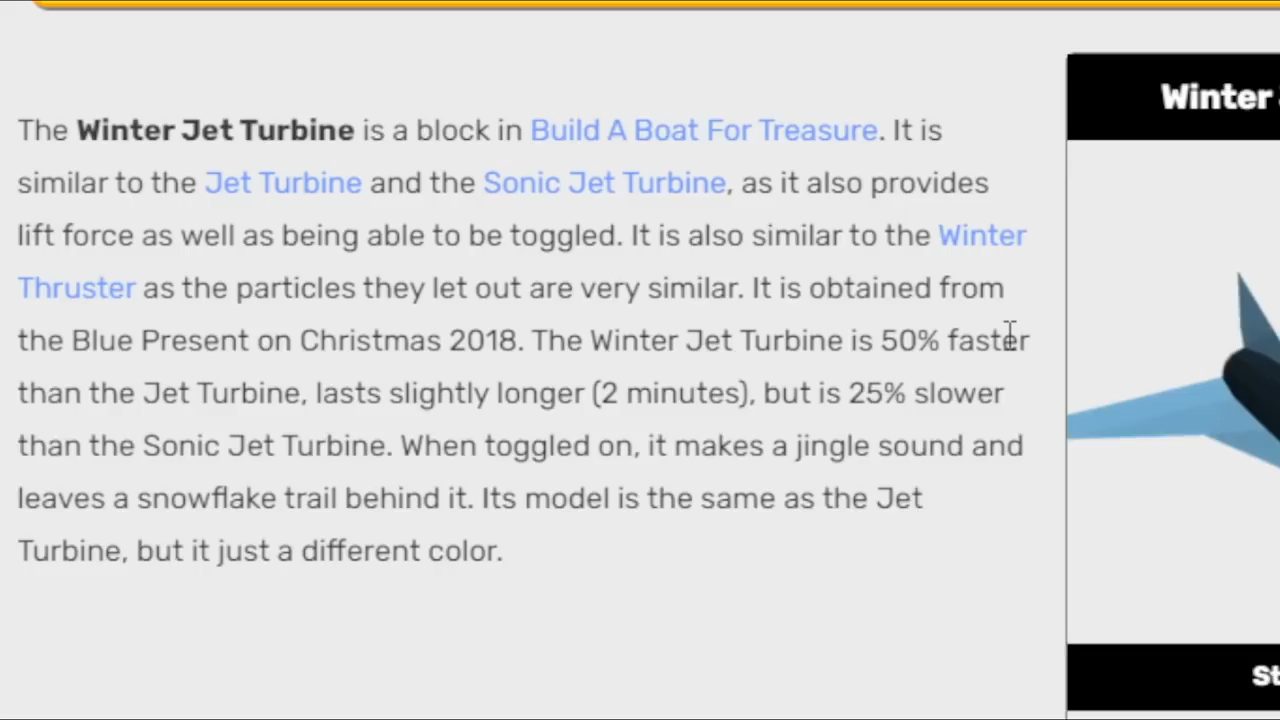 Winter
The Winter Jet Turbine is a block in Build A Boat For Treasure. It is
similar to the Jet Turbine and the Sonic Jet Turbine, as it also provides
lift force as well as being able to be toggled. It is also similar to the Winter
Thruster as the particles they let out are very similar. It is obtained from
the Blue Present on Christmas 2018. The Winter Jet Turbine is 50% faster
than the Jet Turbine, lasts slightly longer (2 minutes), but is 25% slower
than the Sonic Jet Turbine. When toggled on, it makes a jingle sound and
leaves a snowflake trail behind it. Its model is the same as the Jet
Turbine, but it just a different color.
St